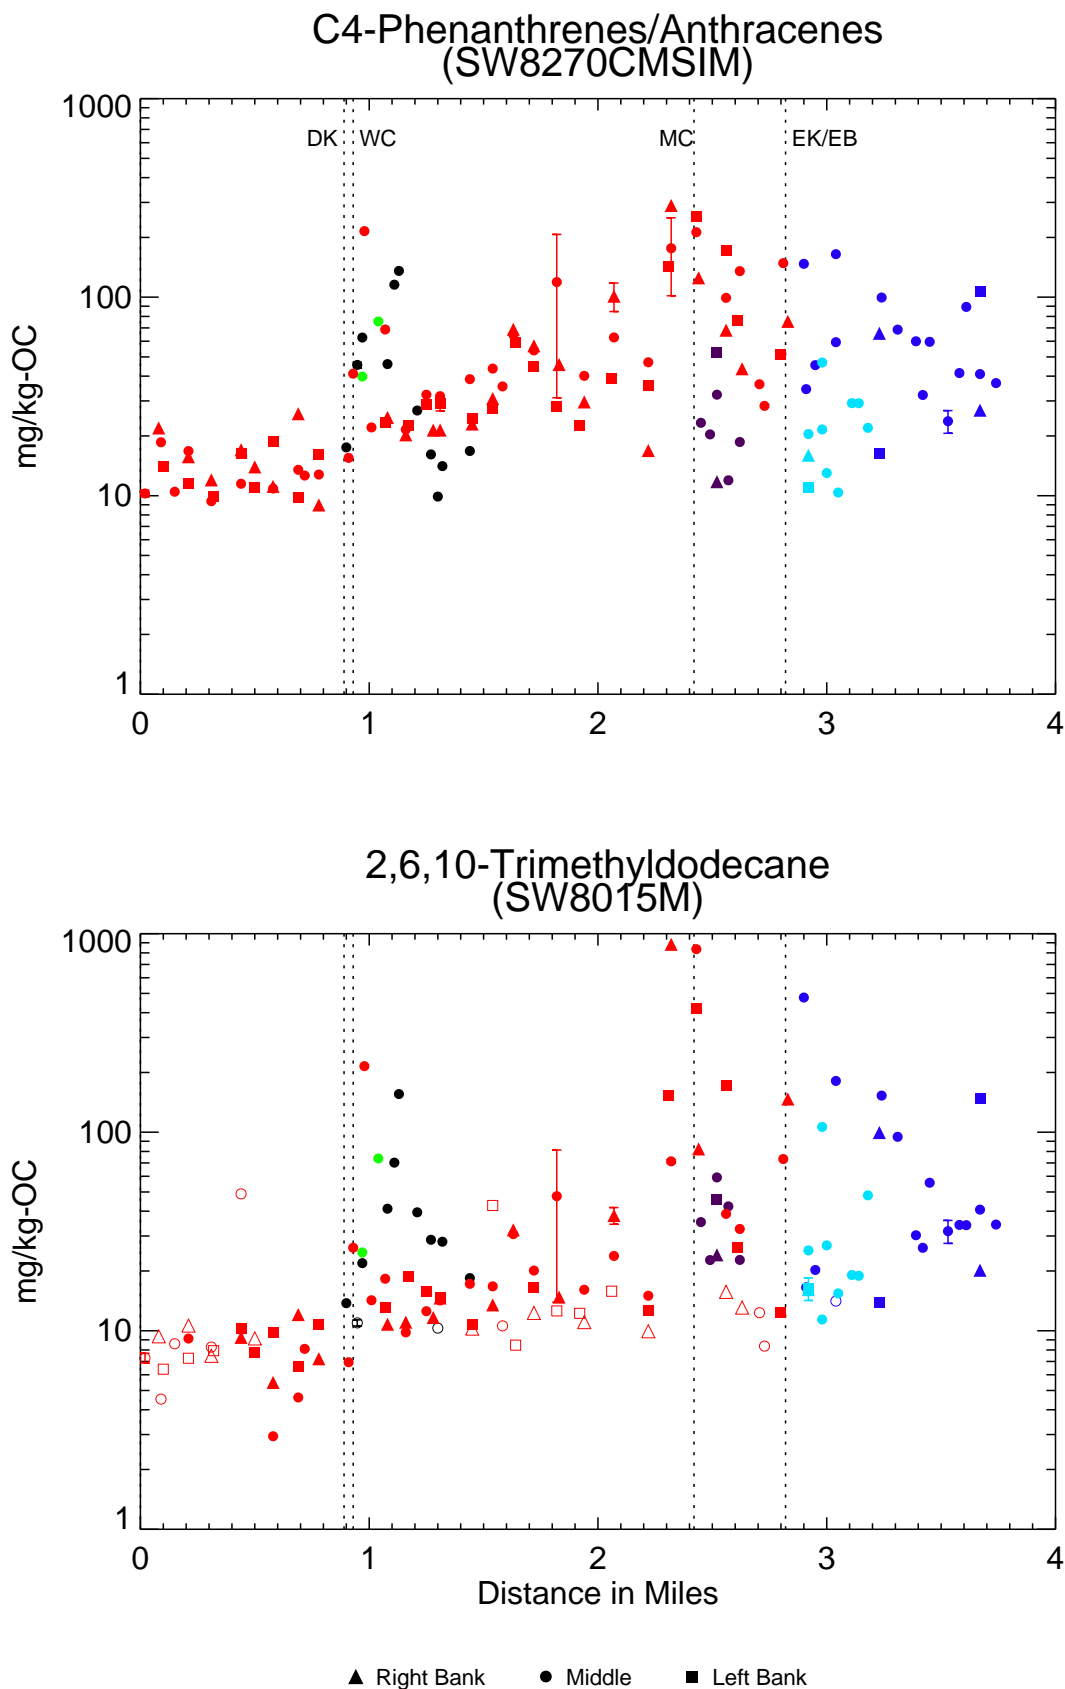 C4-Phenanthrenes/Anthracenes
(SW8270CMSIM)
1000
DK
WC
MC
EK/EB
100
mg/kg-OC
10
1
0 1 2 3 4
2,6,10-Trimethyldodecane
(SW8015M)
1000
100
mg/kg-OC
10
1
0 1 2 3 4
Distance in Miles
Right Bank Middle Left Bank